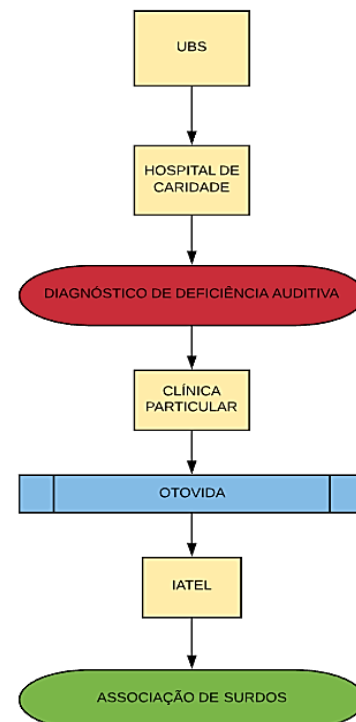 UBS
HOSPITAL DE
CARIDADE
DIAGNÓSTICO DE DEFICIÊNCIA AUDITIVA
CLÍNICA
PARTICULAR
OTOVIDA
IATEL
ASSOCIAÇÃO DE SURDOS